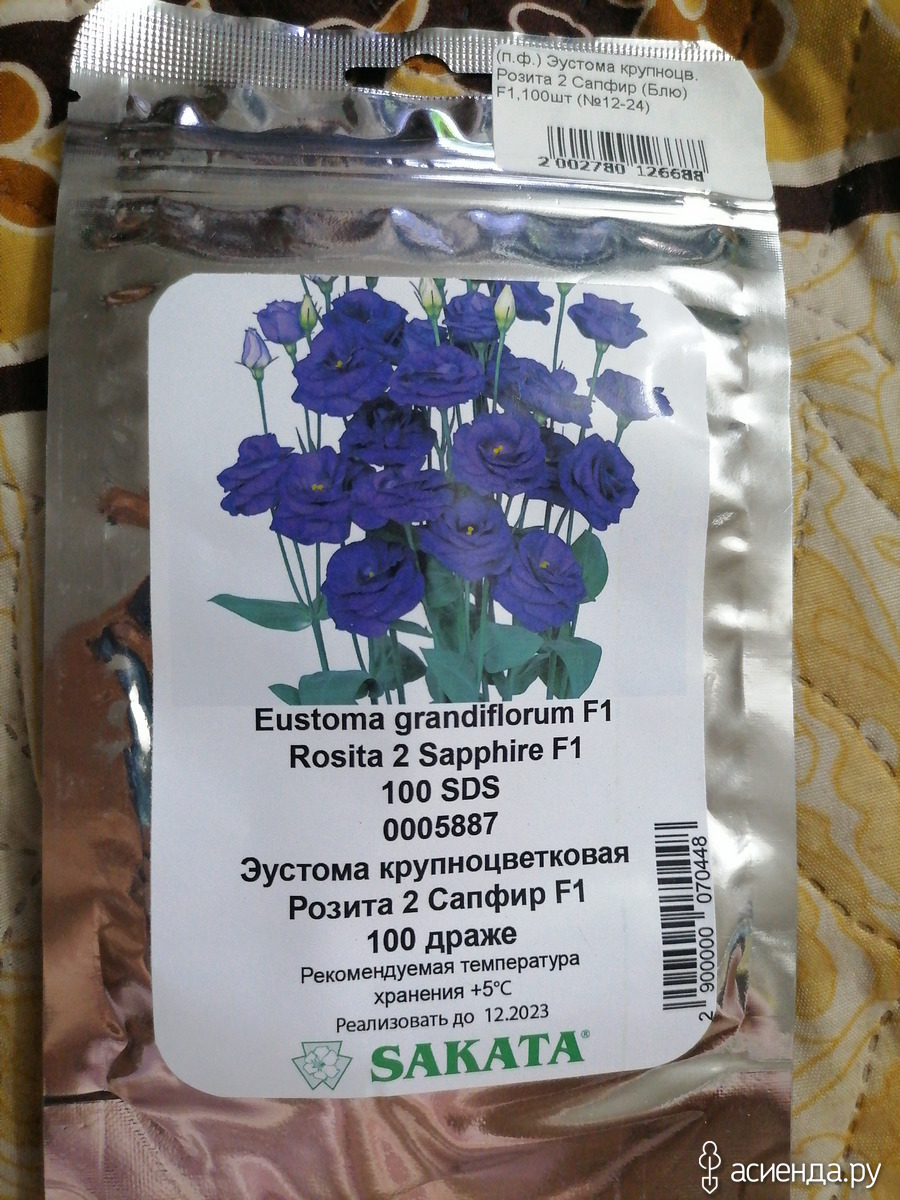 (п.ф.) Эустома крупноцв.
Розита 2 Сапфир (Блю)
F1,100шт (№12-24)
2 002780 126688
Eustoma grandiflorum F1
Rosita 2 Sapphire F1
100 SDS
0005887
Эустома крупноцветковая
Розита 2 Сапфир F1
100 драже
Рекомендуемая температура
хранения +5°C
Реализовать до 12.2023
SAKATA®
2 900000 070448
асиенда.ру